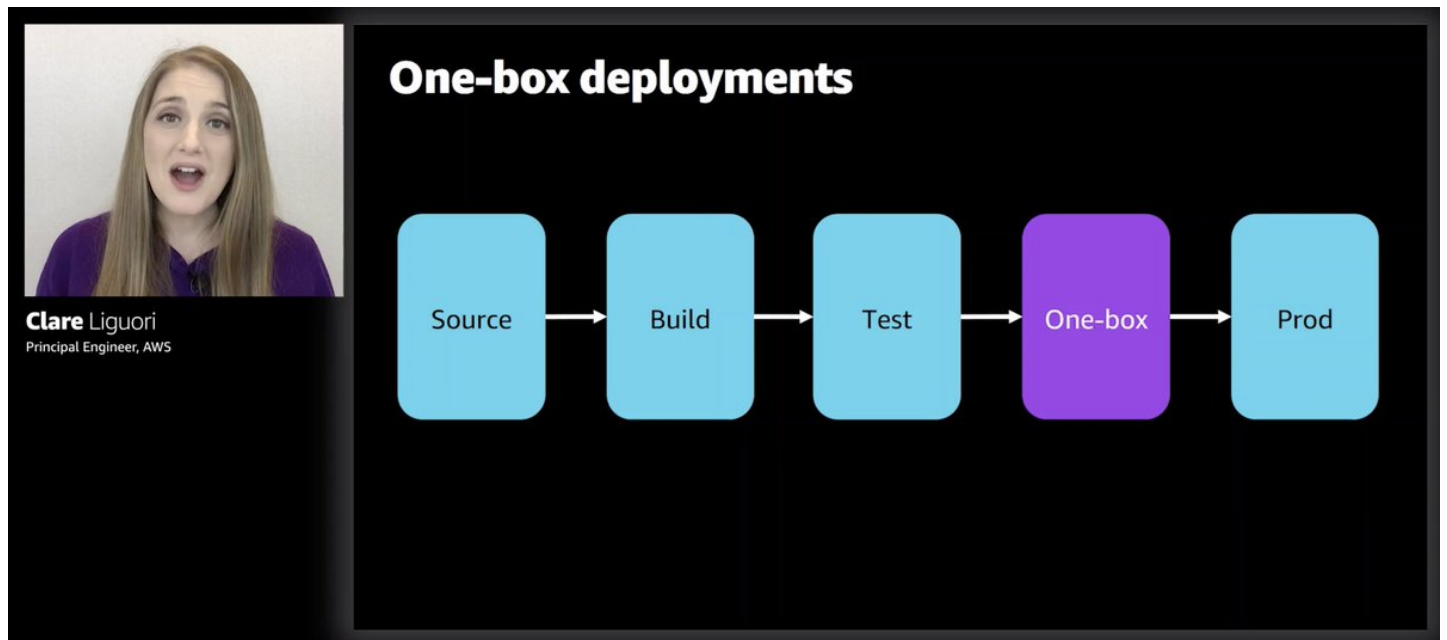 One-box deployments
Source
Build
Test
One-box
Prod
Clare Liguori
Principal Engineer, AWS